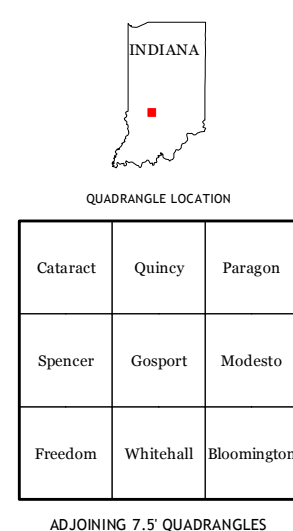 INDIANA
QUADRANGLE LOCATION
Cataract Quincy Paragon
Spencer Gosport Modesto
Freedom Whitehall Bloomington
ADJOINING 7.5' QUADRANGLES